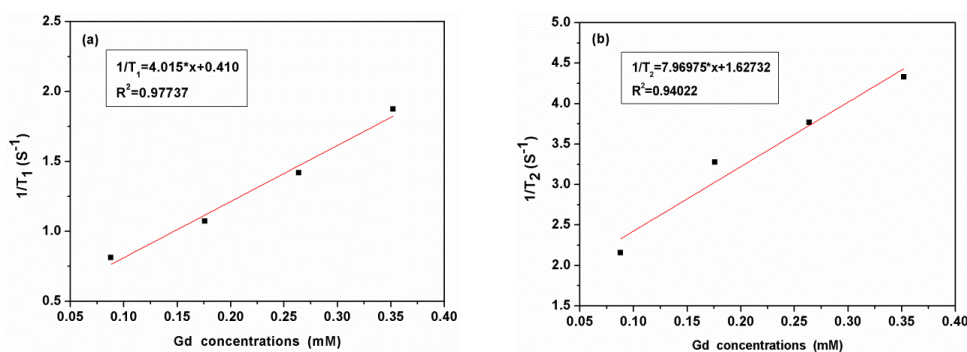 (a)
1/T₁=4.015*x+0.410
R²=0.97737
2.5
2.0
1.5
1.0
0.5
1/T₁ (S⁻¹)
0.05 0.10 0.15 0.20 0.25 0.30 0.35 0.40
Gd concentrations (mM)
(b)
1/T₂=7.96975*x+1.62732
R²=0.94022
5.0
4.5
4.0
3.5
3.0
2.5
2.0
1.5
1/T₂ (S⁻¹)
0.05 0.10 0.15 0.20 0.25 0.30 0.35 0.40
Gd concentrations (mM)